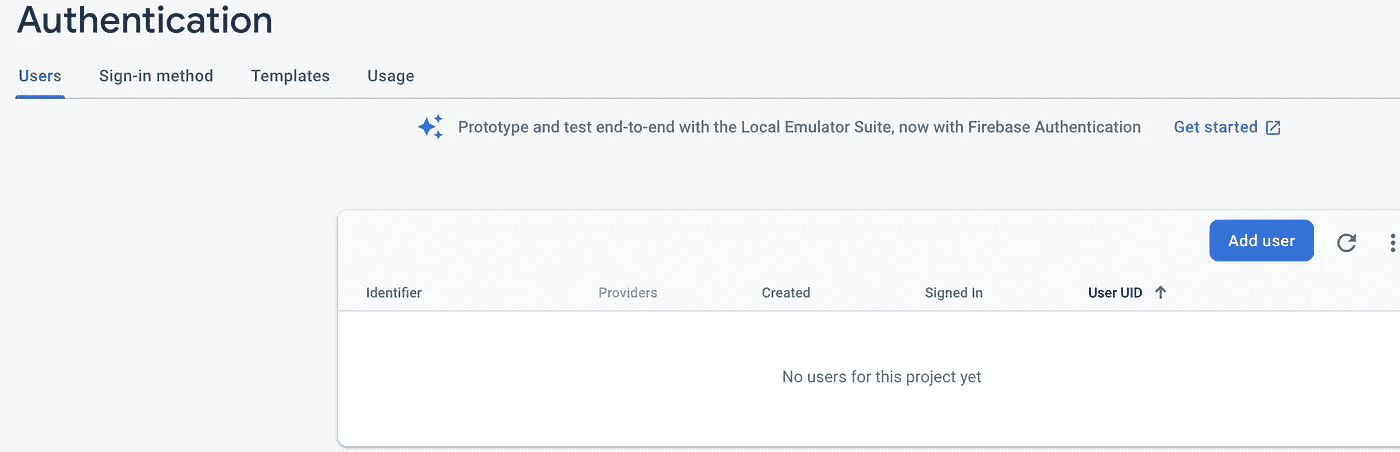 Authentication
Users Sign-in method Templates Usage
Prototype and test end-to-end with the Local Emulator Suite, now with Firebase Authentication Get started
Add user
Identifier Providers Created Signed In User UID
No users for this project yet